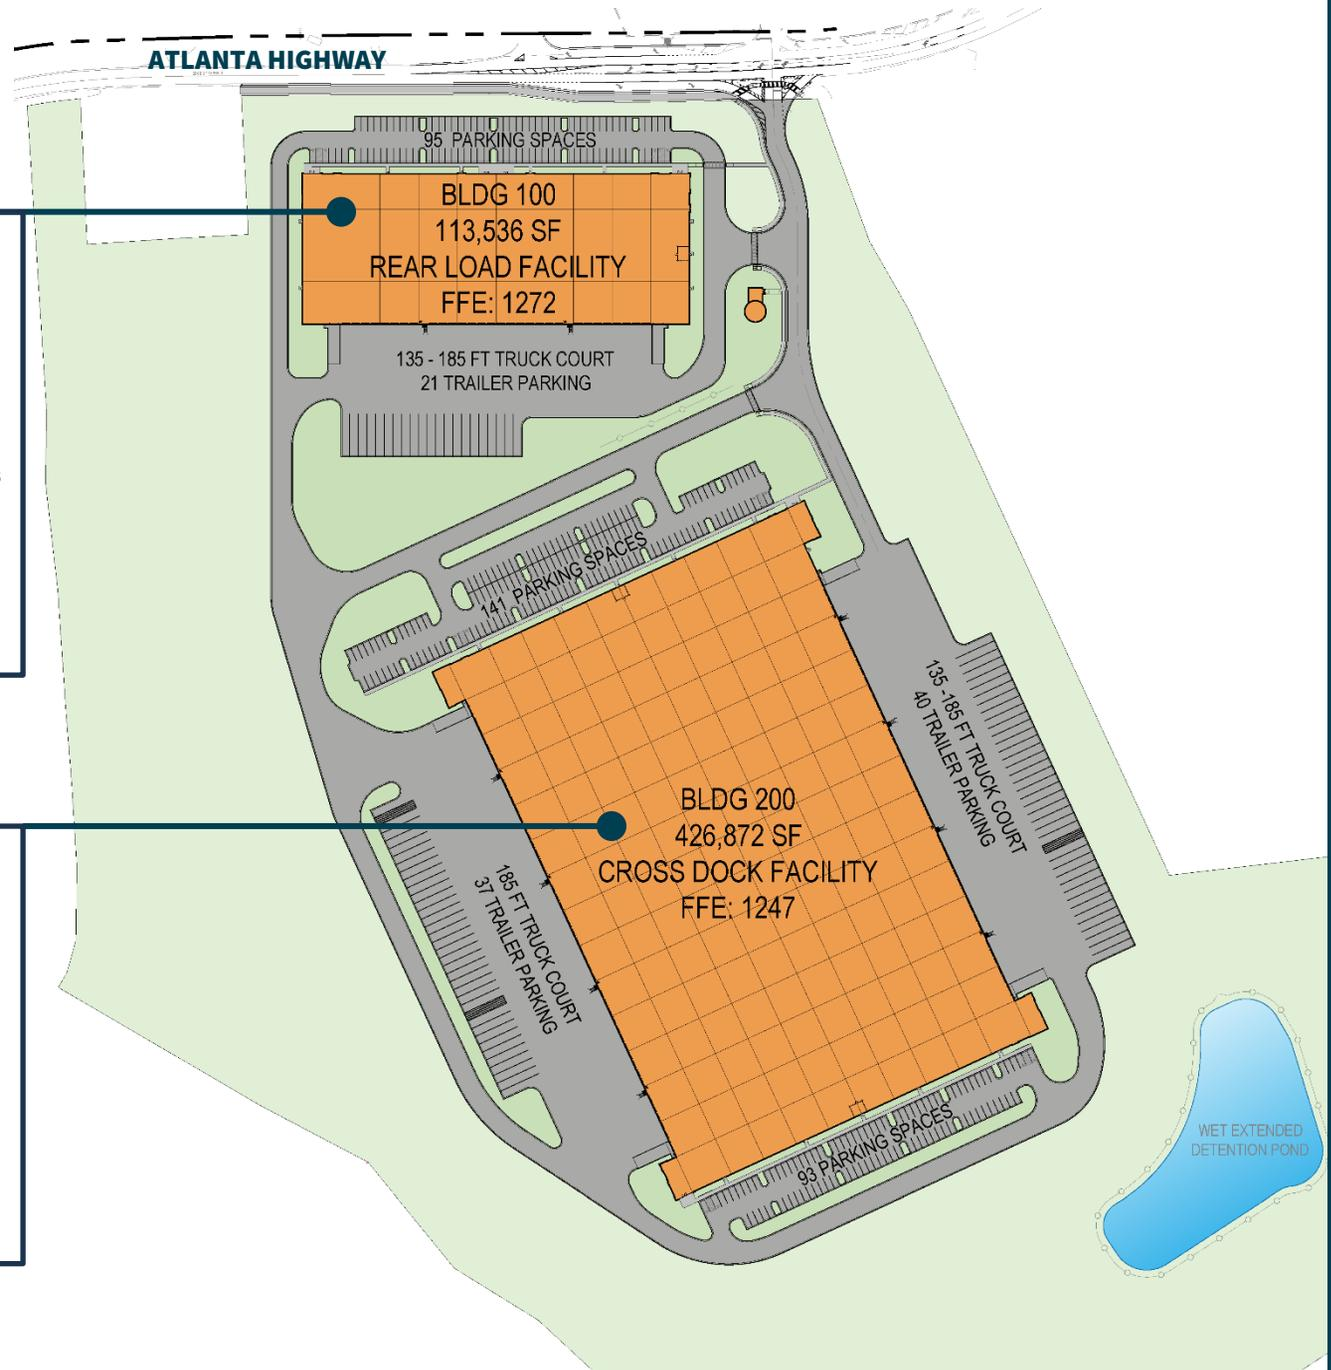 ATLANTA HIGHWAY
95 PARKING SPACES
BLDG 100
113,536 SF
REAR LOAD FACILITY
FFE: 1272
135 - 185 FT TRUCK COURT
21 TRAILER PARKING
141 PARKING SPACES
135 -185 FT TRUCK COURT
40 TRAILER PARKING
BLDG 200
426,872 SF
CROSS DOCK FACILITY
FFE: 1247
185 FT TRUCK COURT
37 TRAILER PARKING
93 PARKING SPACES
WET EXTENDED
DETENTION POND